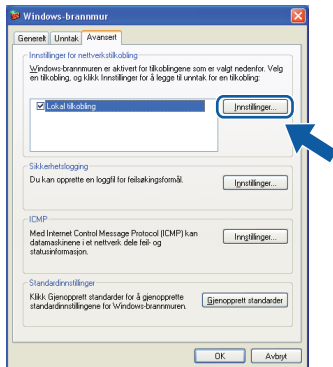 Windows-brannmur
Generelt Unntak Avansert
Innstillinger for nettverkstilkobling
Windows-brannmuren er aktivert for tilkoblingene som er valgt nedenfor. Velg
en tilkobling, og klikk Innstillinger for å legge til unntak for en tilkobling:
Lokal tilkobling
Innstillinger...
Sikkerhetslogging
Du kan opprette en loggfil for feilsøkingsformål.
Innstillinger...
ICMP
Med Internet Control Message Protocol (ICMP) kan
datamaskinene i et nettverk dele feil- og
statusinformasjon.
Innstillinger...
Standardinnstillinger
Klikk Gjenopprett standarder for å gjenopprette
standardinnstillingene for Windows-brannmuren.
Gjenopprett standarder
OK Avbryt